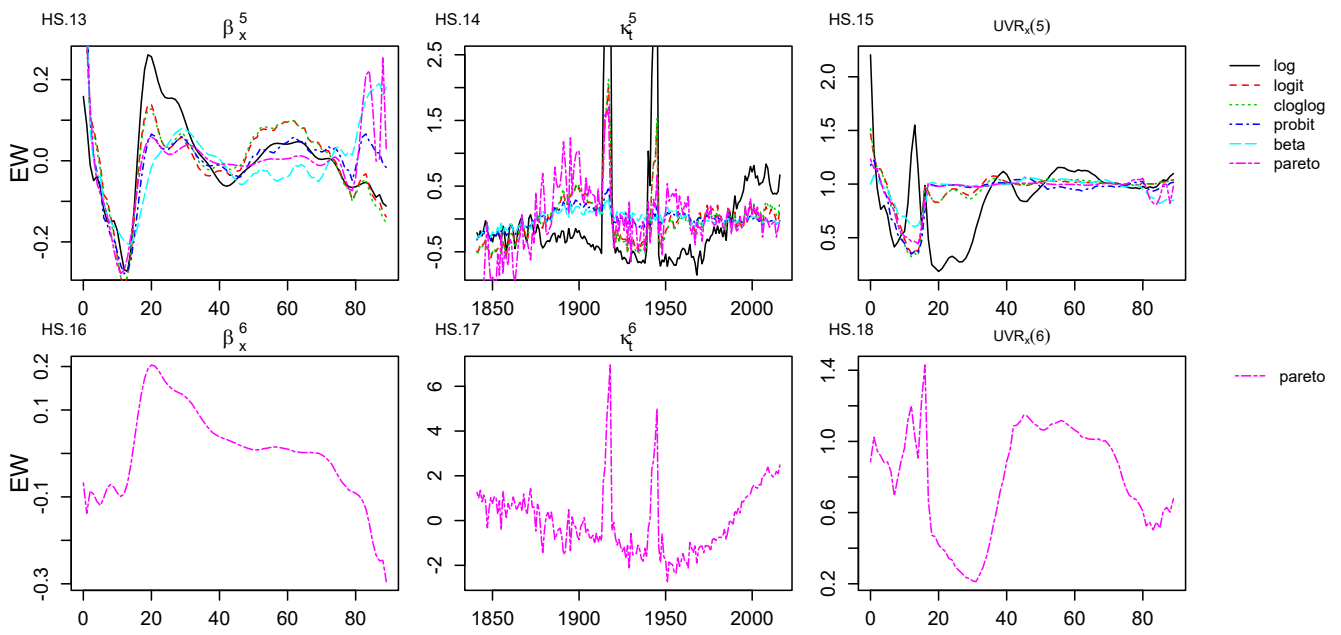 HS.13 β_x^5 HS.14 κ_t^5 HS.15 UVRx(5)
EW
0.2
0.0
-0.2
0 20 40 60 80
2.5
1.5
0.5
-0.5
1850 1900 1950 2000
2.0
1.5
1.0
0.5
0 20 40 60 80
log
logit
cloglog
probit
beta
pareto
HS.16 β_x^6 HS.17 κ_t^6 HS.18 UVRx(6)
EW
0.2
0.1
-0.1
-0.3
0 20 40 60 80
6
4
2
0
-2
1850 1900 1950 2000
1.4
1.0
0.6
0.2
0 20 40 60 80
pareto